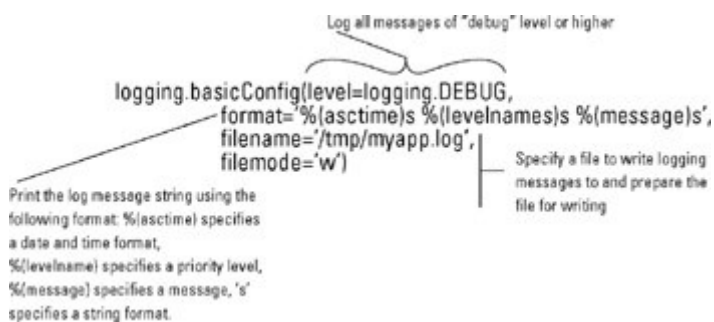 Log all messages of "debug" level or higher
logging.basicConfig(level=logging.DEBUG,
format='%(asctime)s %(levelnames)s %(message)s',
filename='/tmp/myapp.log',
filemode='w')
Specify a file to write logging
messages to and prepare the
file for writing
Print the log message string using the
following format: %(asctime) specifies
a date and time format,
%(levelname) specifies a priority level,
%(message) specifies a message, 's'
specifies a string format.